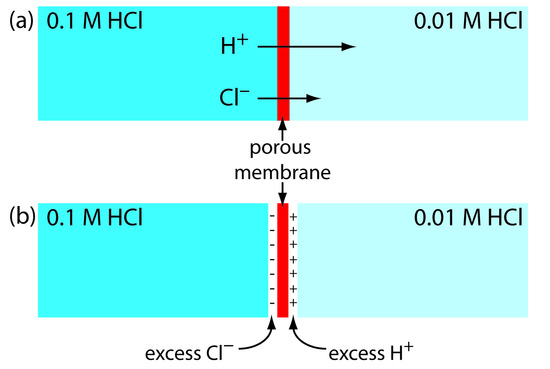 (a) 0.1 M HCl 0.01 M HCl
H⁺
Cl⁻
porous
membrane
(b) 0.1 M HCl 0.01 M HCl
- +
- +
- +
- +
- +
- +
- +
excess Cl⁻ excess H⁺